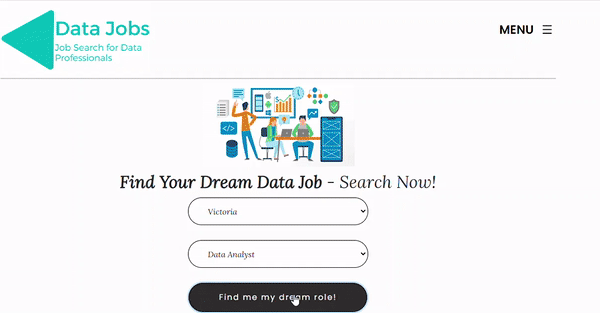 Data Jobs
Job Search for Data
Professionals
MENU
Find Your Dream Data Job - Search Now!
Victoria
Data Analyst
Find me my dream role!